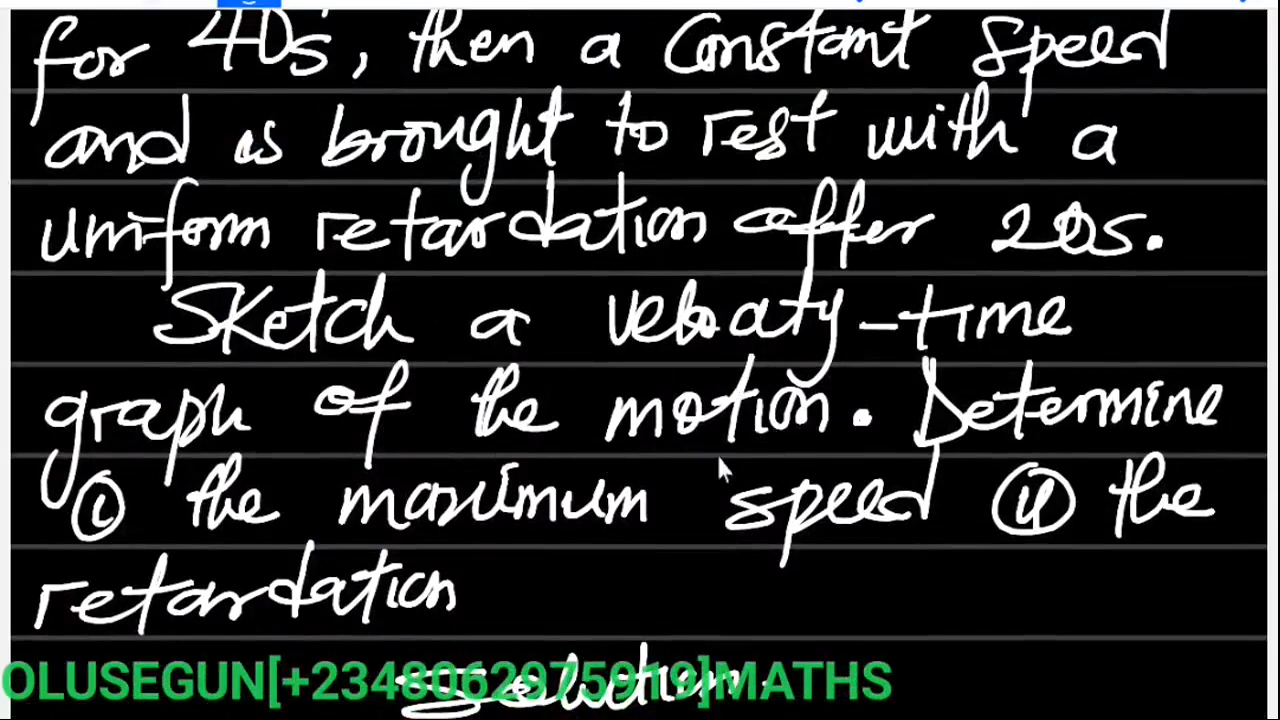 for 40s, then a constant speed
and is brought to rest with a
uniform retardation after 20s.
Sketch a velocity-time
graph of the motion. Determine
(i) the maximum speed (ii) the
retardation
Solution.
OLUSEGUN[+2348062975919]MATHS